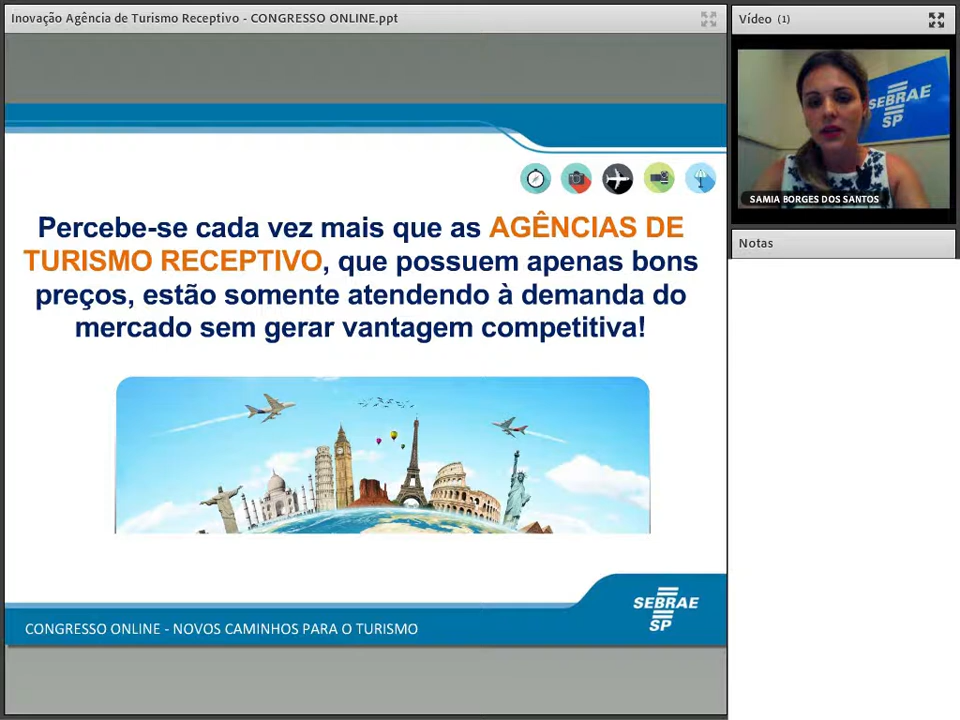 Inovação Agência de Turismo Receptivo - CONGRESSO ONLINE.ppt
Vídeo (1)
SEBRAE
SP
SAMIA BORGES DOS SANTOS
Notas
Percebe-se cada vez mais que as AGÊNCIAS DE
TURISMO RECEPTIVO, que possuem apenas bons
preços, estão somente atendendo à demanda do
mercado sem gerar vantagem competitiva!
SEBRAE
SP
CONGRESSO ONLINE - NOVOS CAMINHOS PARA O TURISMO